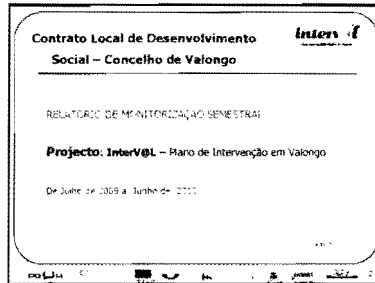 Contrato Local de Desenvolvimento
Social – Concelho de Valongo
RELATÓRIO DE MONITORIZAÇÃO SEMESTRAL
Projecto: InterV@L – Plano de Intervenção em Valongo
De Julho de 2009 a Junho de 2010